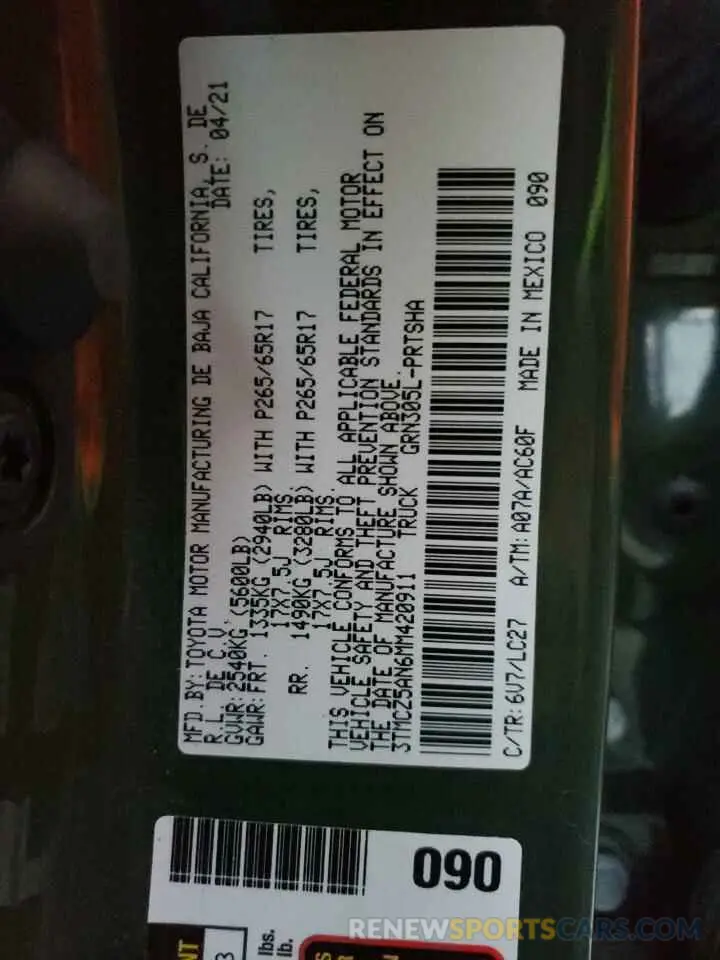 MFD.BY:TOYOTA MOTOR MANUFACTURING DE BAJA CALIFORNIA, S. DE
R.L. DE C.V. DATE: 04/21
GVWR:2540KG (5600LB)
GAWR:FRT. 1335KG (2940LB) WITH P265/65R17 TIRES,
17X7.5J RIMS,
RR. 1490KG (3280LB) WITH P265/65R17 TIRES,
17X7.5J RIMS.
THIS VEHICLE CONFORMS TO ALL APPLICABLE FEDERAL MOTOR
VEHICLE SAFETY AND THEFT PREVENTION STANDARDS IN EFFECT ON
THE DATE OF MANUFACTURE SHOWN ABOVE.
3TMCZ5AN6MM420911 TRUCK GRN305L-PRTSHA
C/TR:6V7/LC27 A/TM:A07A/AC60F MADE IN MEXICO 090
090
NT
3
lbs.
lb.
RENEWSPORTSCARS.COM